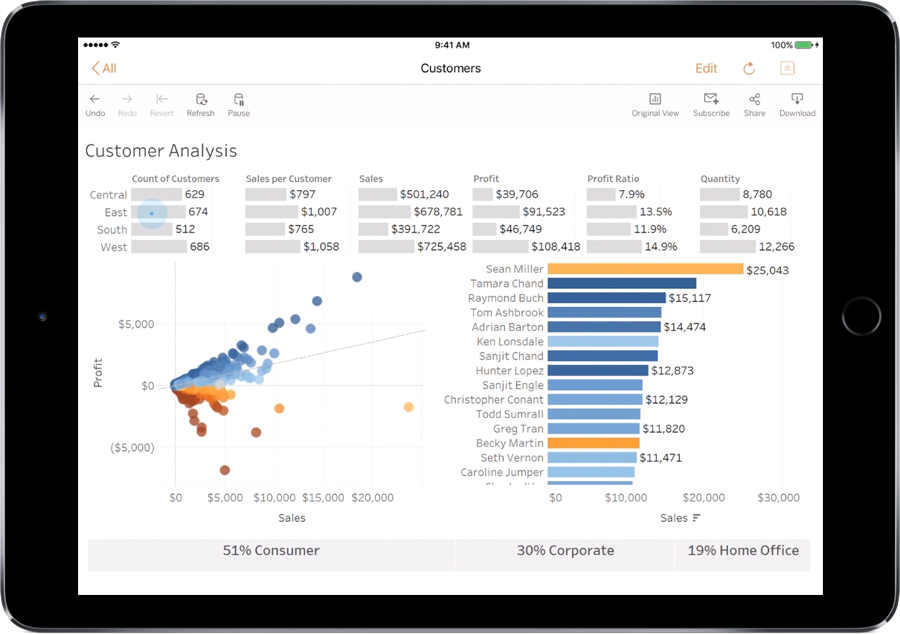 9:41 AM
100%
All
Customers
Edit
Undo
Redo
Revert
Refresh
Pause
Original View
Subscribe
Share
Download
Customer Analysis
Count of Customers Sales per Customer Sales Profit Profit Ratio Quantity
Central 629 $797 $501,240 $39,706 7.9% 8,780
East 674 $1,007 $678,781 $91,523 13.5% 10,618
South 512 $765 $391,722 $46,749 11.9% 6,209
West 686 $1,058 $725,458 $108,418 14.9% 12,266
Profit
$5,000
$0
($5,000)
$0 $5,000 $10,000 $15,000 $20,000
Sales
Sean Miller $25,043
Tamara Chand
Raymond Buch $15,117
Tom Ashbrook
Adrian Barton $14,474
Ken Lonsdale
Sanjit Chand
Hunter Lopez $12,873
Sanjit Engle
Christopher Conant $12,129
Todd Sumrall
Greg Tran $11,820
Becky Martin
Seth Vernon $11,471
Caroline Jumper
$0 $10,000 $20,000 $30,000
Sales
51% Consumer 30% Corporate 19% Home Office